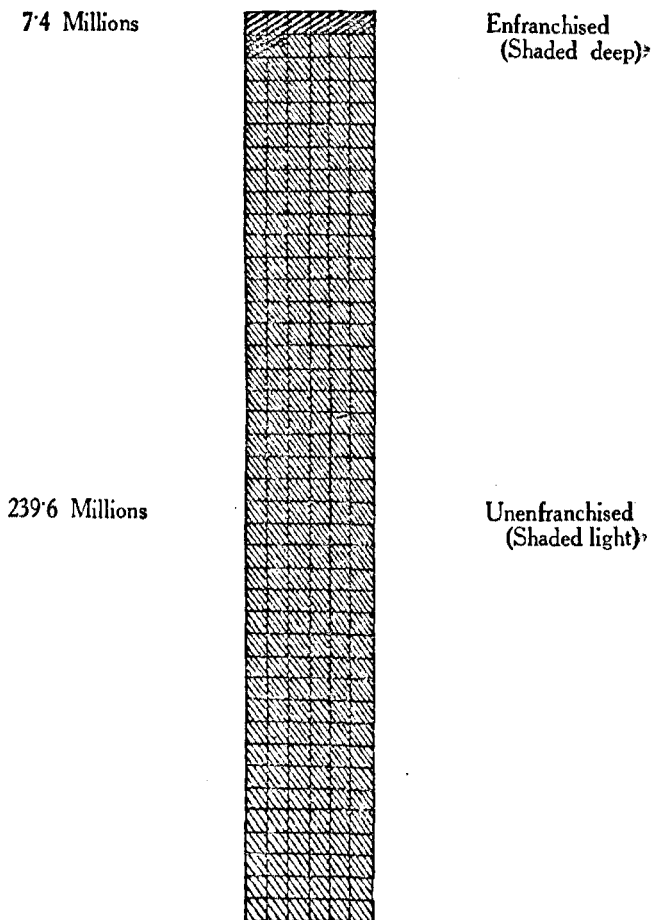 7·4 Millions
Enfranchised
(Shaded deep)
239·6 Millions
Unenfranchised
(Shaded light)